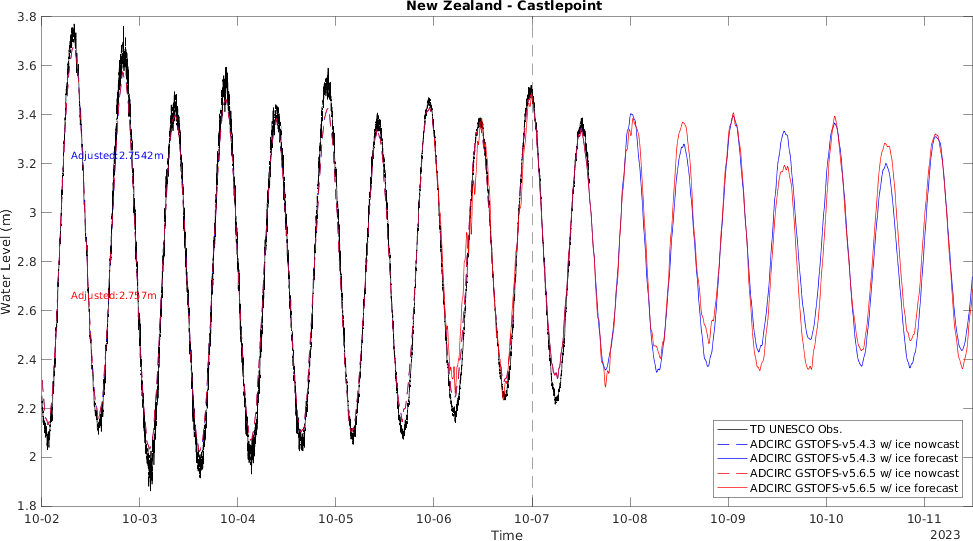 New Zealand - Castlepoint
3.8
3.6
3.4
3.2
3
2.8
2.6
2.4
2.2
2
1.8
Water Level (m)
Adjusted:2.7542m
Adjusted:2.757m
TD UNESCO Obs.
ADCIRC GSTOFS-v5.4.3 w/ ice nowcast
ADCIRC GSTOFS-v5.4.3 w/ ice forecast
ADCIRC GSTOFS-v5.6.5 w/ ice nowcast
ADCIRC GSTOFS-v5.6.5 w/ ice forecast
10-02 10-03 10-04 10-05 10-06 10-07 10-08 10-09 10-10 10-11
Time
2023